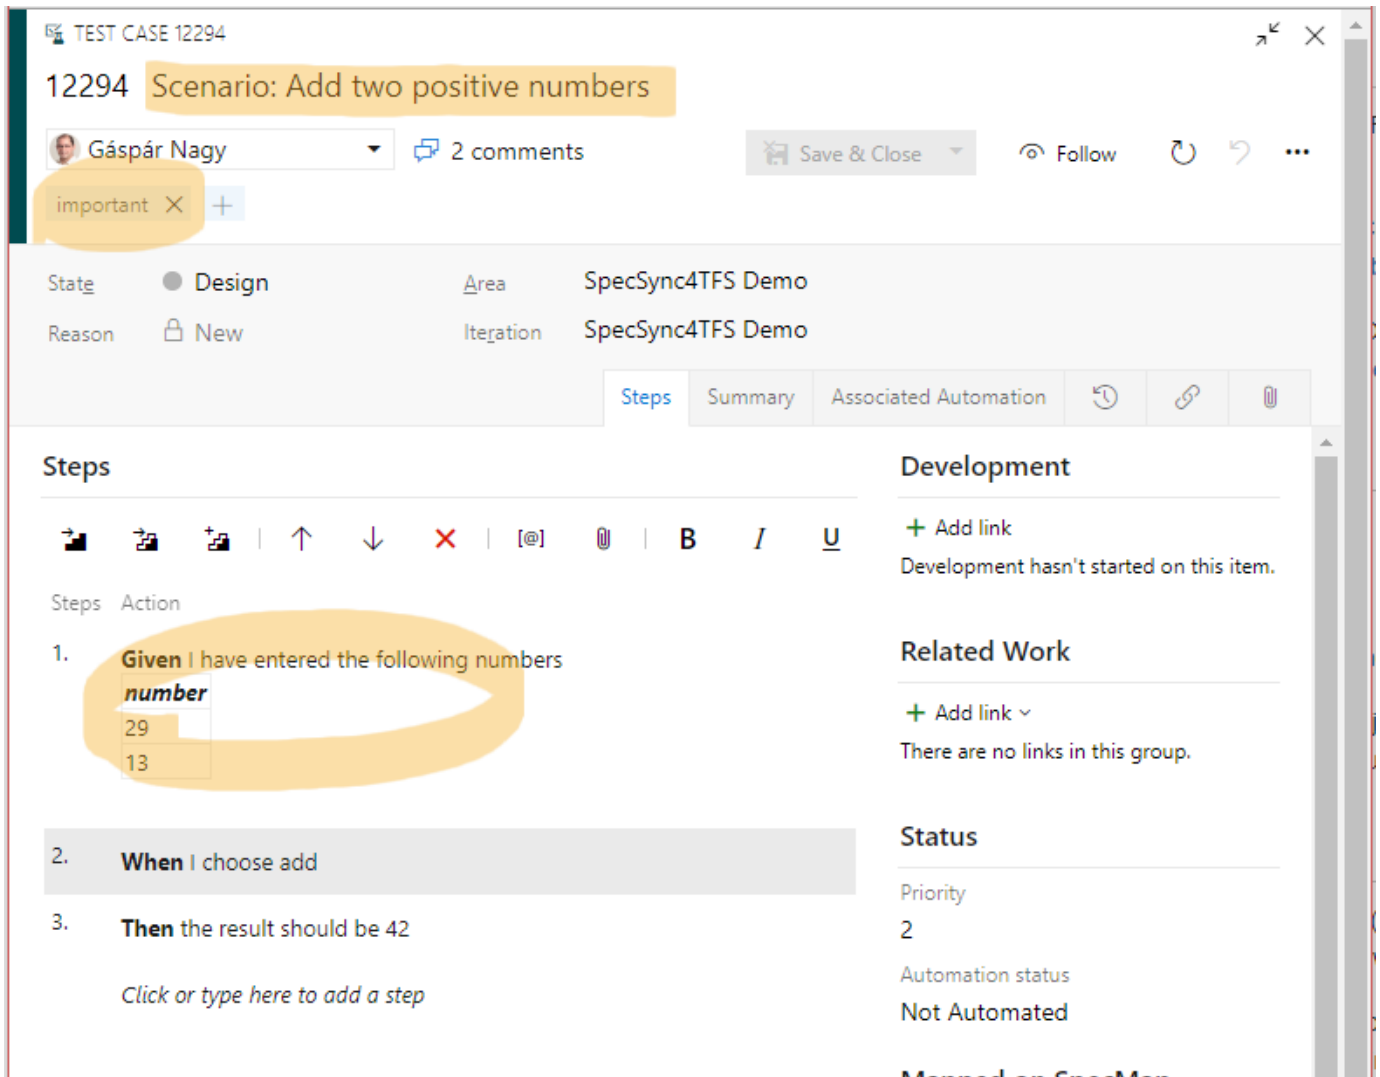 TEST CASE 12294
12294 Scenario: Add two positive numbers
Gáspár Nagy 2 comments Save & Close Follow
important
State Design Area SpecSync4TFS Demo
Reason New Iteration SpecSync4TFS Demo
Steps Summary Associated Automation
Steps
[@] B I U
Steps Action
1. Given I have entered the following numbers
number
29
13
2. When I choose add
3. Then the result should be 42
Click or type here to add a step
Development
Add link
Development hasn't started on this item.
Related Work
Add link
There are no links in this group.
Status
Priority
2
Automation status
Not Automated